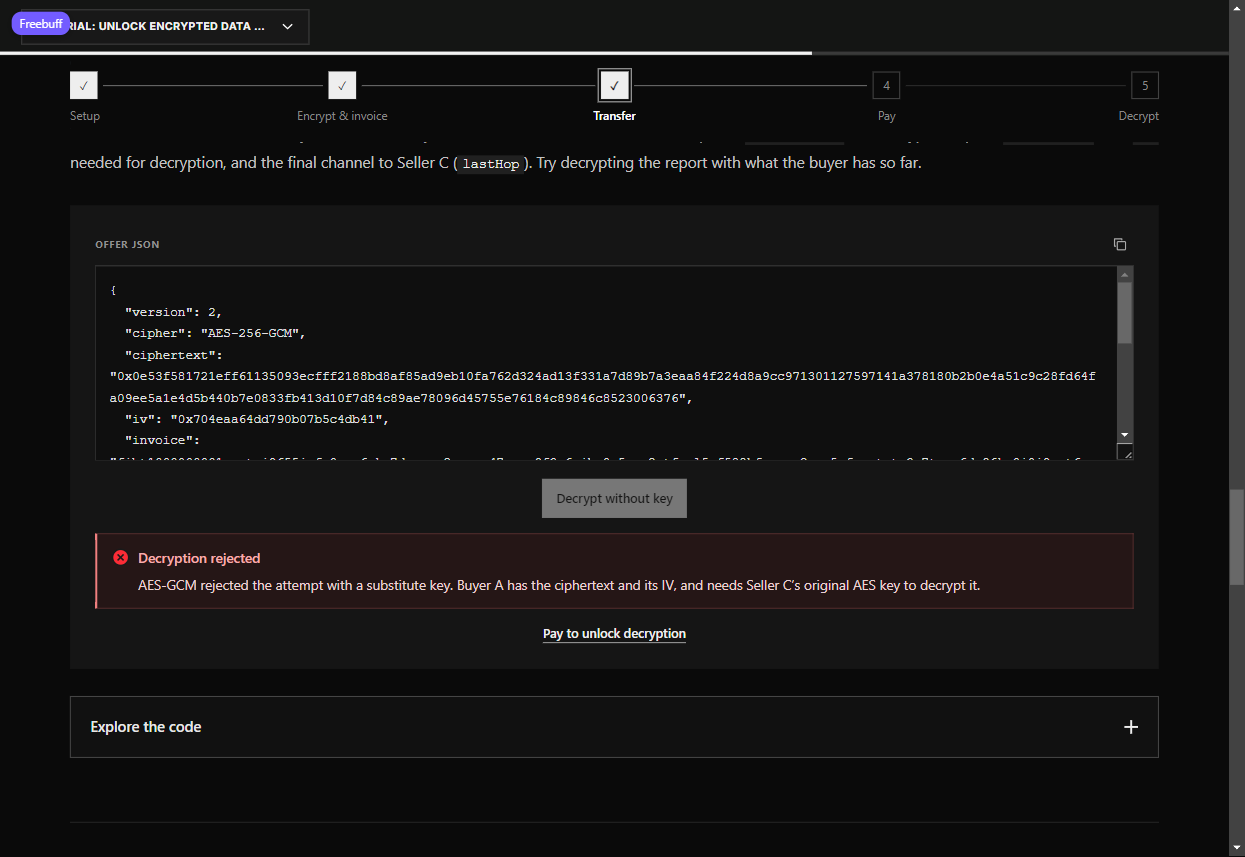 Freebuff
RIAL: UNLOCK ENCRYPTED DATA ...
✓
✓
✓
4
5
Setup
Encrypt & invoice
Transfer
Pay
Decrypt
needed for decryption, and the final channel to Seller C (lastHop). Try decrypting the report with what the buyer has so far.
OFFER JSON
{
"version": 2,
"cipher": "AES-256-GCM",
"ciphertext":
"0x0e53f581721eff61135093ecfff2188bd8af85ad9eb10fa762d324ad13f331a7d89b7a3eaa84f224d8a9cc971301127597141a378180b2b0e4a51c9c28fd64f
a09ee5a1e4d5b440b7e0833fb413d10f7d84c89ae78096d45755e76184c89846c8523006376",
"iv": "0x704eaa64dd790b07b5c4db41",
"invoice":
Decrypt without key
Decryption rejected
AES-GCM rejected the attempt with a substitute key. Buyer A has the ciphertext and its IV, and needs Seller C’s original AES key to decrypt it.
Pay to unlock decryption
Explore the code